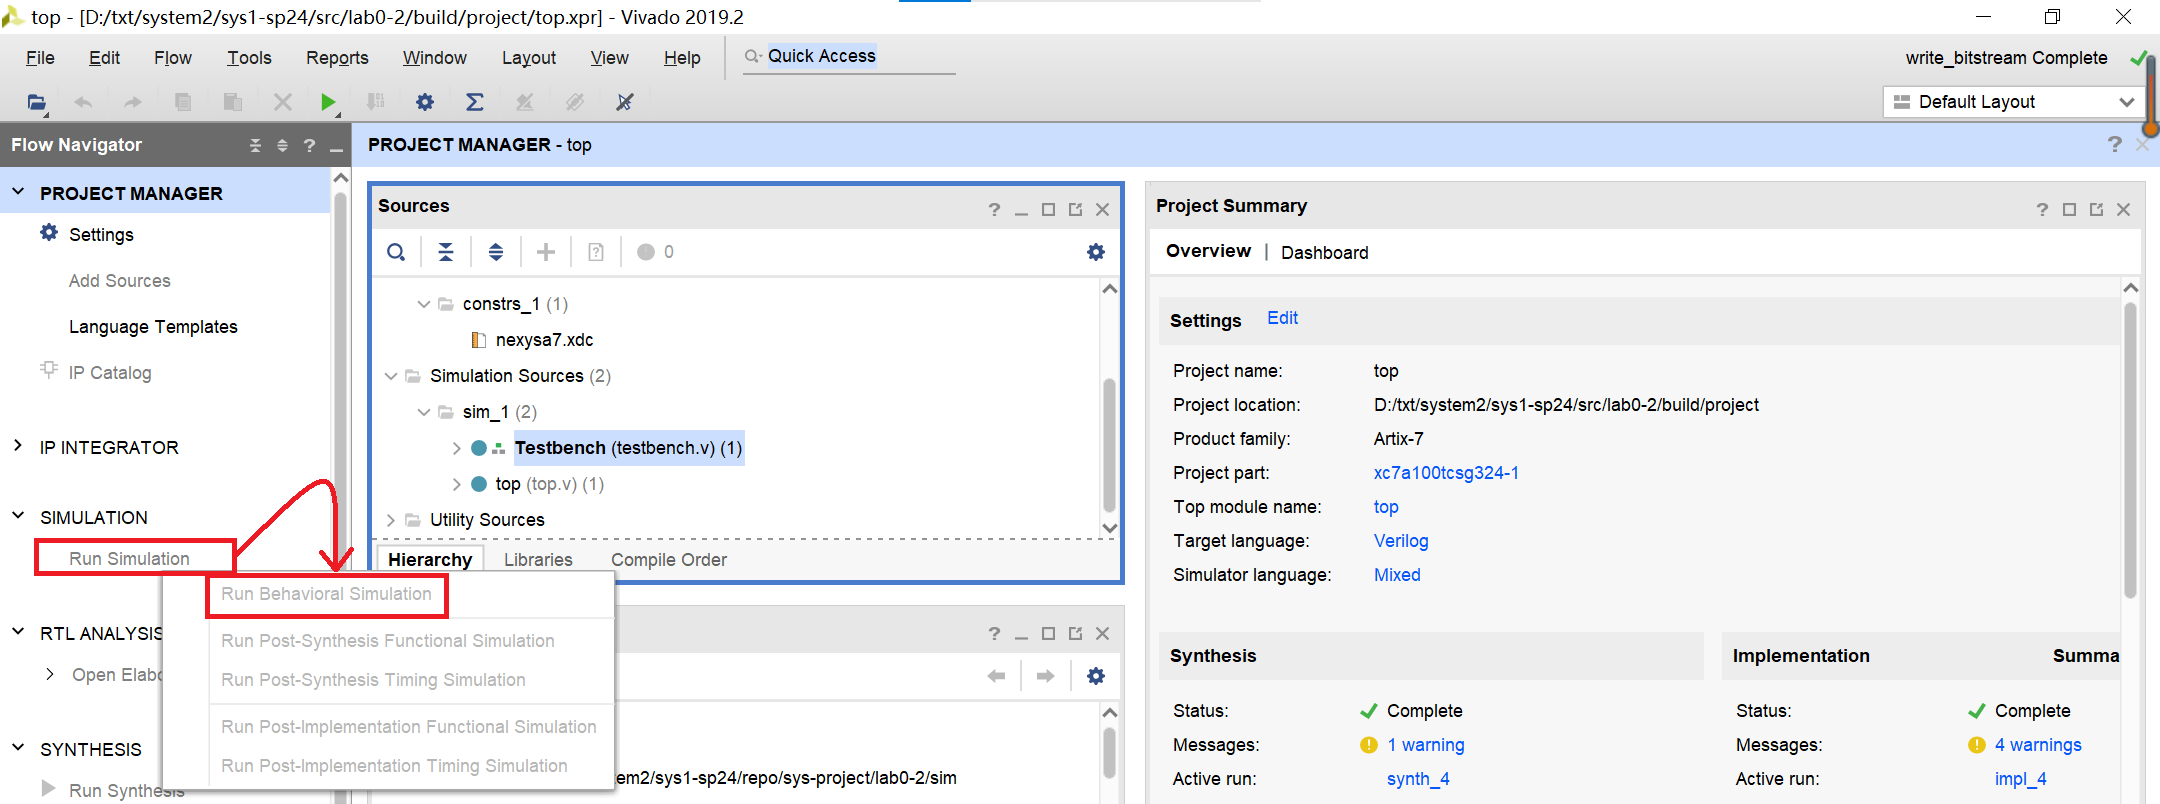 top - [D:/txt/system2/sys1-sp24/src/lab0-2/build/project/top.xpr] - Vivado 2019.2
File Edit Flow Tools Reports Window Layout View Help Quick Access write_bitstream Complete
Default Layout
Flow Navigator
PROJECT MANAGER - top
PROJECT MANAGER
Settings
Add Sources
Language Templates
IP Catalog
IP INTEGRATOR
SIMULATION
Run Simulation
Run Behavioral Simulation
Run Post-Synthesis Functional Simulation
Run Post-Synthesis Timing Simulation
Run Post-Implementation Functional Simulation
Run Post-Implementation Timing Simulation
RTL ANALYSIS
Open Elabo
SYNTHESIS
Run Synthesis
Sources
0
constrs_1 (1)
nexysa7.xdc
Simulation Sources (2)
sim_1 (2)
Testbench (testbench.v) (1)
top (top.v) (1)
Utility Sources
Hierarchy Libraries Compile Order
tem2/sys1-sp24/repo/sys-project/lab0-2/sim
Project Summary
Overview | Dashboard
Settings Edit
Project name: top
Project location: D:/txt/system2/sys1-sp24/src/lab0-2/build/project
Product family: Artix-7
Project part: xc7a100tcsg324-1
Top module name: top
Target language: Verilog
Simulator language: Mixed
Synthesis
Status: Complete
Messages: 1 warning
Active run: synth_4
Implementation Summa
Status: Complete
Messages: 4 warnings
Active run: impl_4